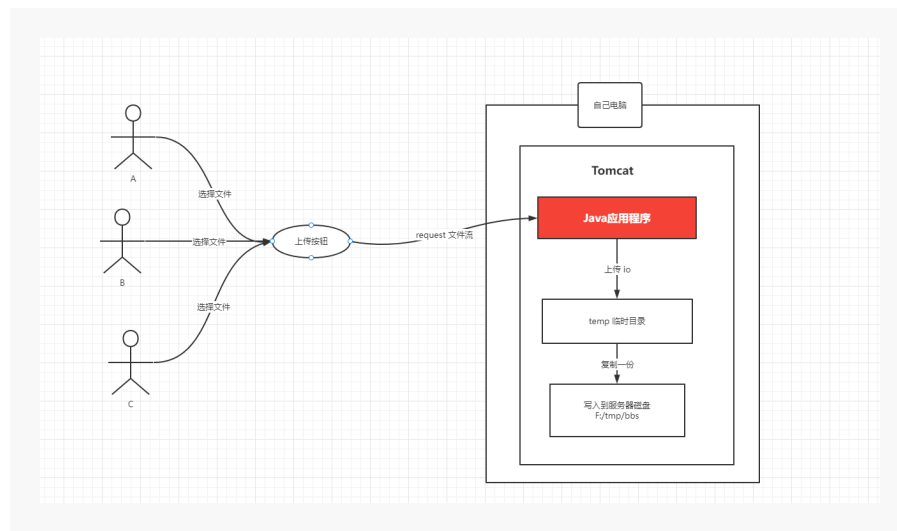 自己电脑
Tomcat
A
选择文件
Java应用程序
B
选择文件
上传按钮
request 文件流
上传 io
选择文件
temp 临时目录
C
复制一份
写入到服务器磁盘
F:/tmp/bbs